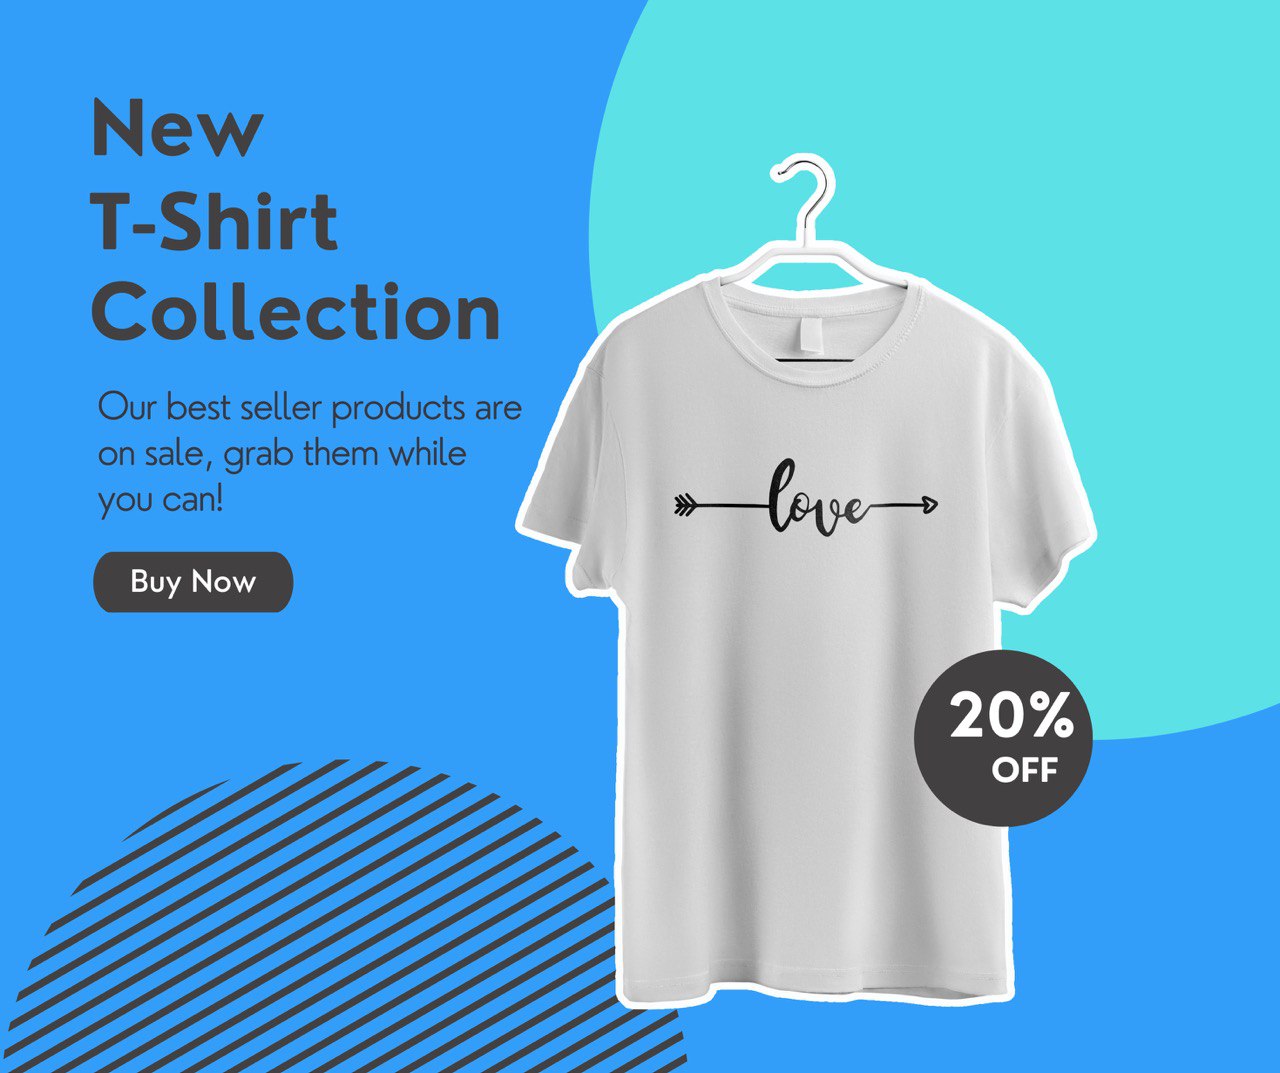 New
T-Shirt
Collection
Our best seller products are
on sale, grab them while
you can!
Buy Now
love
20%
OFF